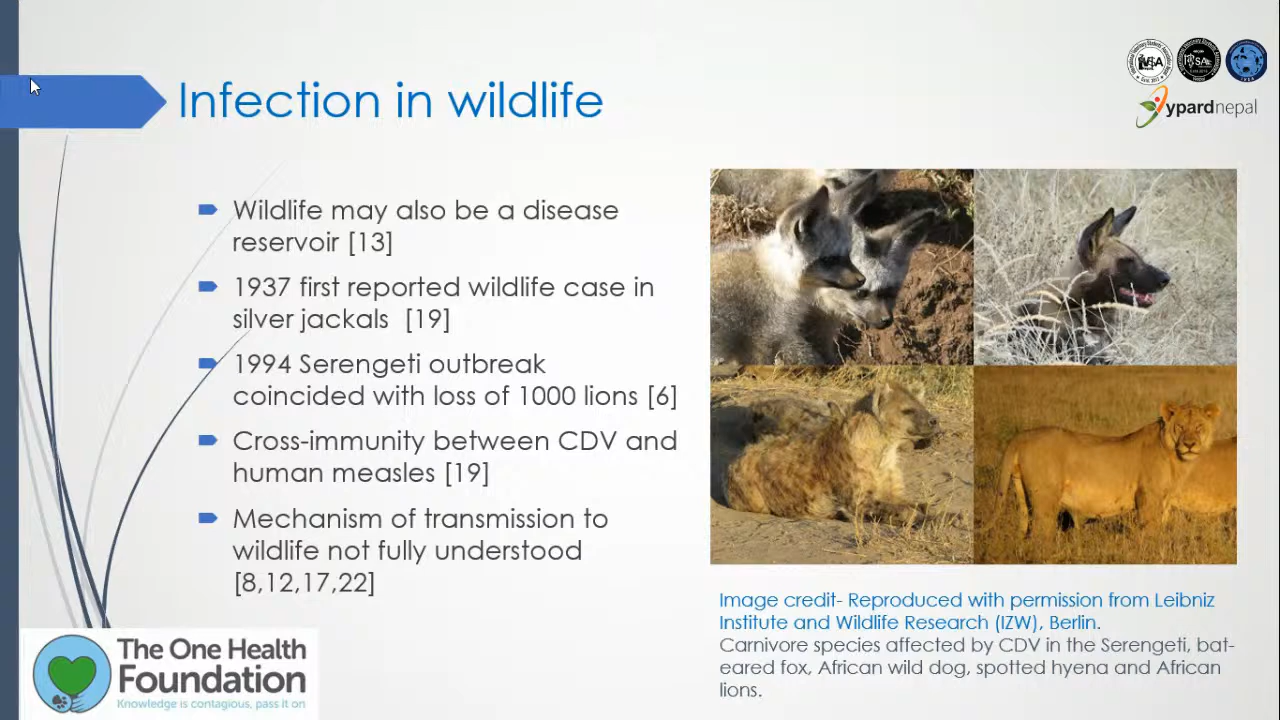 Infection in wildlife
ypardnepal
Wildlife may also be a disease
reservoir [13]
1937 first reported wildlife case in
silver jackals [19]
1994 Serengeti outbreak
coincided with loss of 1000 lions [6]
Cross-immunity between CDV and
human measles [19]
Mechanism of transmission to
wildlife not fully understood
[8,12,17,22]
Image credit- Reproduced with permission from Leibniz
Institute and Wildlife Research (IZW), Berlin.
Carnivore species affected by CDV in the Serengeti, bat-
eared fox, African wild dog, spotted hyena and African
lions.
The One Health
Foundation
Knowledge is contagious, pass it on